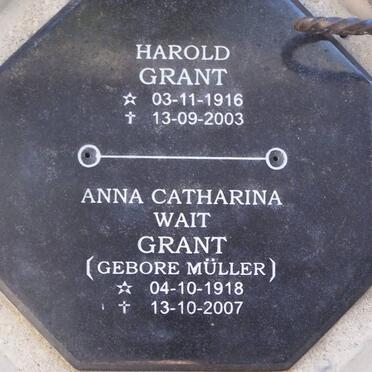 HAROLD
GRANT
☆ 03-11-1916
✝ 13-09-2003
ANNA CATHARINA
WAIT
GRANT
(GEBORE MÜLLER)
☆ 04-10-1918
✝ 13-10-2007